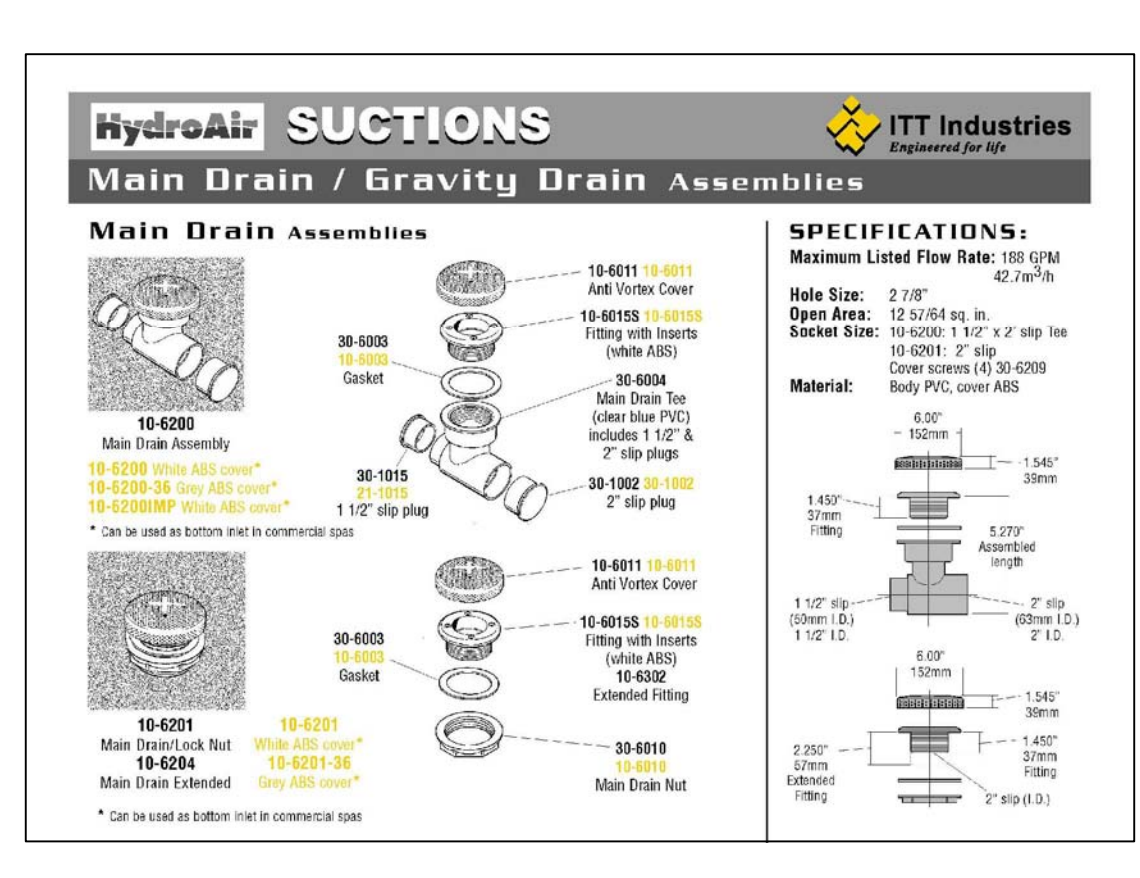 HydroAir SUCTIONS
ITT Industries
Engineered for life
Main Drain / Gravity Drain Assemblies
Main Drain Assemblies
10-6200
Main Drain Assembly
10-6200 White ABS cover*
10-6200-36 Grey ABS cover*
10-6200IMP White ABS cover*
* Can be used as bottom inlet in commercial spas
10-6011 10-6011
Anti Vortex Cover
10-6015S 10-6015S
Fitting with Inserts
(white ABS)
30-6003
10-6003
Gasket
30-6004
Main Drain Tee
(clear blue PVC)
includes 1 1/2" &
2" slip plugs
30-1015
21-1015
1 1/2" slip plug
30-1002 30-1002
2" slip plug
10-6201
Main Drain/Lock Nut
10-6204
Main Drain Extended
10-6201
White ABS cover*
10-6201-36
Grey ABS cover*
* Can be used as bottom inlet in commercial spas
10-6011 10-6011
Anti Vortex Cover
10-6015S 10-6015S
Fitting with Inserts
(white ABS)
10-6302
Extended Fitting
30-6003
10-6003
Gasket
30-6010
10-6010
Main Drain Nut
SPECIFICATIONS:
Maximum Listed Flow Rate: 188 GPM
42.7m3/h
Hole Size: 2 7/8"
Open Area: 12 57/64 sq. in.
Socket Size: 10-6200: 1 1/2" x 2' slip Tee
10-6201: 2" slip
Cover screws (4) 30-6209
Material: Body PVC, cover ABS
6.00"
152mm
1.545"
39mm
1.450"
37mm
Fitting
5.270"
Assembled
length
1 1/2" slip
(50mm I.D.)
1 1/2" I.D.
2" slip
(63mm I.D.)
2" I.D.
6.00"
152mm
1.545"
39mm
2.250"
57mm
Extended
Fitting
1.450"
37mm
Fitting
2" slip (I.D.)